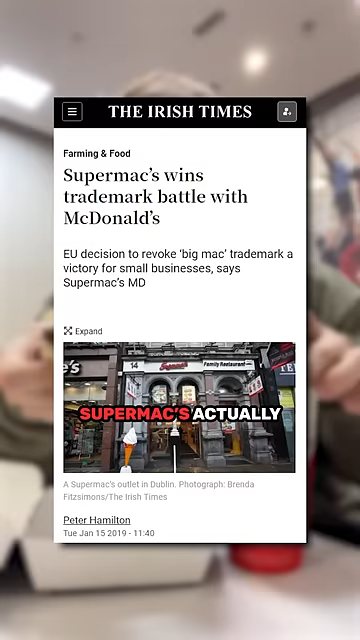 THE IRISH TIMES
Farming & Food
Supermac's wins
trademark battle with
McDonald's
EU decision to revoke 'big mac' trademark a
victory for small businesses, says
Supermac's MD
Expand
14
Supermac's
Family Restaurant
SUPERMAC'S ACTUALLY
A Supermac's outlet in Dublin. Photograph: Brenda
Fitzsimons/The Irish Times
Peter Hamilton
Tue Jan 15 2019 - 11:40